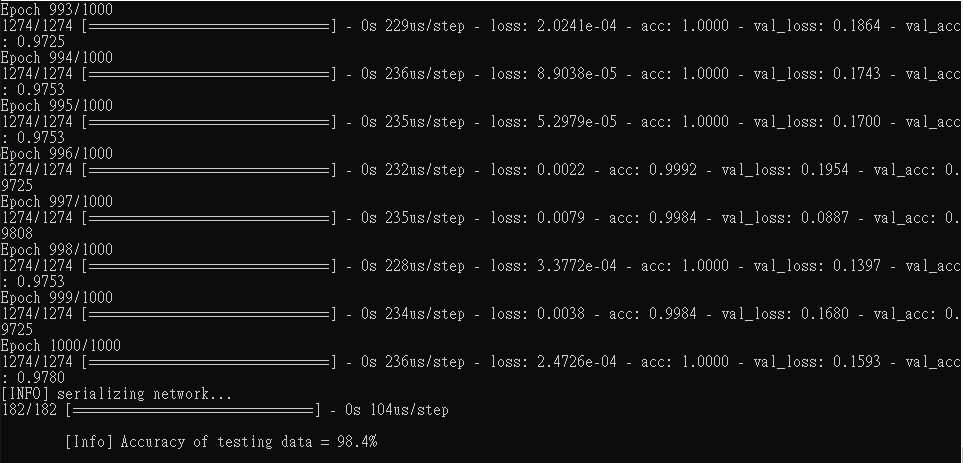 Epoch 993/1000
1274/1274 [==============================] - 0s 229us/step - loss: 2.0241e-04 - acc: 1.0000 - val_loss: 0.1864 - val_acc
: 0.9725
Epoch 994/1000
1274/1274 [==============================] - 0s 236us/step - loss: 8.9038e-05 - acc: 1.0000 - val_loss: 0.1743 - val_acc
: 0.9753
Epoch 995/1000
1274/1274 [==============================] - 0s 235us/step - loss: 5.2979e-05 - acc: 1.0000 - val_loss: 0.1700 - val_acc
: 0.9753
Epoch 996/1000
1274/1274 [==============================] - 0s 232us/step - loss: 0.0022 - acc: 0.9992 - val_loss: 0.1954 - val_acc: 0.
9725
Epoch 997/1000
1274/1274 [==============================] - 0s 235us/step - loss: 0.0079 - acc: 0.9984 - val_loss: 0.0887 - val_acc: 0.
9808
Epoch 998/1000
1274/1274 [==============================] - 0s 228us/step - loss: 3.3772e-04 - acc: 1.0000 - val_loss: 0.1397 - val_acc
: 0.9753
Epoch 999/1000
1274/1274 [==============================] - 0s 234us/step - loss: 0.0038 - acc: 0.9984 - val_loss: 0.1680 - val_acc: 0.
9725
Epoch 1000/1000
1274/1274 [==============================] - 0s 236us/step - loss: 2.4726e-04 - acc: 1.0000 - val_loss: 0.1593 - val_acc
: 0.9780
[INFO] serializing network...
182/182 [==============================] - 0s 104us/step
[Info] Accuracy of testing data = 98.4%